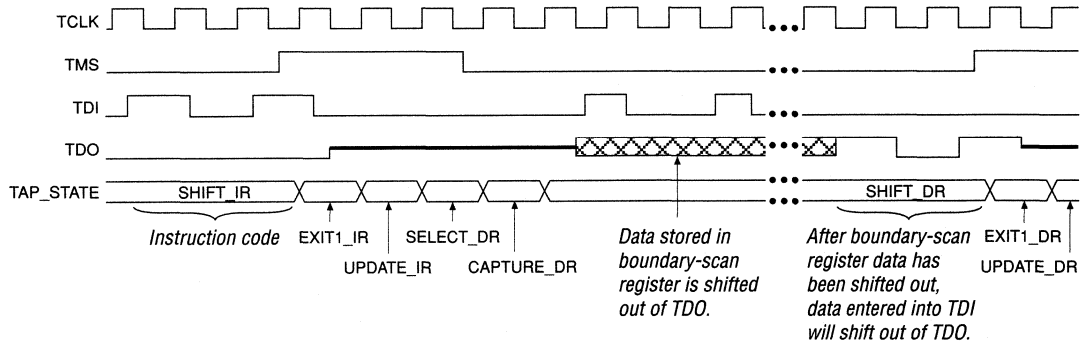 TCLK
TMS
TDI
TDO
TAP_STATE
SHIFT_IR
SHIFT_DR
Instruction code
EXIT1_IR
UPDATE_IR
SELECT_DR
CAPTURE_DR
Data stored in
boundary-scan
register is shifted
out of TDO.
After boundary-scan
register data has
been shifted out,
data entered into TDI
will shift out of TDO.
EXIT1_DR
UPDATE_DR